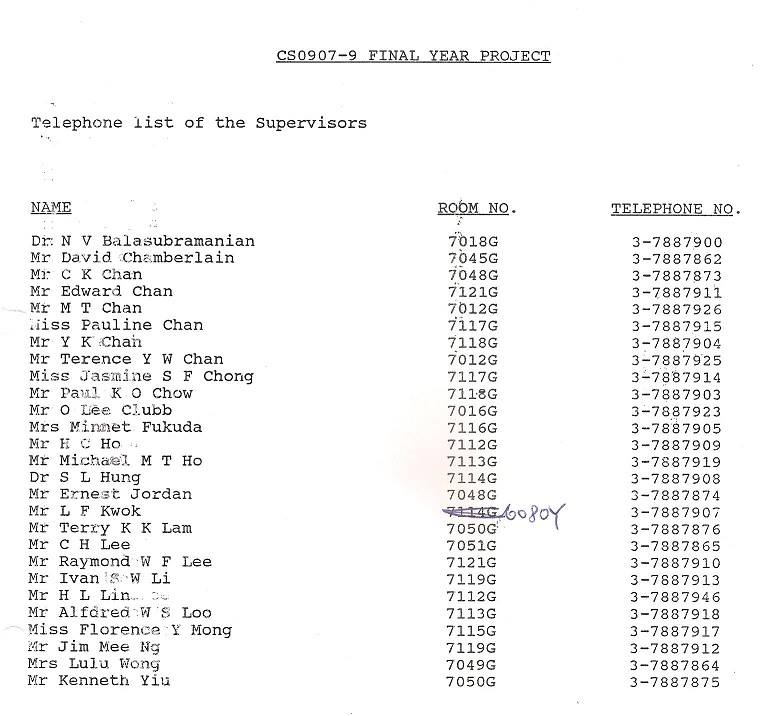 CS0907-9 FINAL YEAR PROJECT
Telephone list of the Supervisors
NAME ROOM NO. TELEPHONE NO.
Dr N V Balasubramanian 7018G 3-7887900
Mr David Chamberlain 7045G 3-7887862
Mr C K Chan 7048G 3-7887873
Mr Edward Chan 7121G 3-7887911
Mr M T Chan 7012G 3-7887926
Miss Pauline Chan 7117G 3-7887915
Mr Y K Chan 7118G 3-7887904
Mr Terence Y W Chan 7012G 3-7887925
Miss Jasmine S F Chong 7117G 3-7887914
Mr Paul K O Chow 7118G 3-7887903
Mr O Lee Clubb 7016G 3-7887923
Mrs Minnet Fukuda 7116G 3-7887905
Mr H C Ho 7112G 3-7887909
Mr Michael M T Ho 7113G 3-7887919
Dr S L Hung 7114G 3-7887908
Mr Ernest Jordan 7048G 3-7887874
Mr L F Kwok 7114G 6080Y 3-7887907
Mr Terry K K Lam 7050G 3-7887876
Mr C H Lee 7051G 3-7887865
Mr Raymond W F Lee 7121G 3-7887910
Mr Ivan S W Li 7119G 3-7887913
Mr H L Lin 7112G 3-7887946
Mr Alfdred W S Loo 7113G 3-7887918
Miss Florence Y Mong 7115G 3-7887917
Mr Jim Mee Ng 7119G 3-7887912
Mrs Lulu Wong 7049G 3-7887864
Mr Kenneth Yiu 7050G 3-7887875